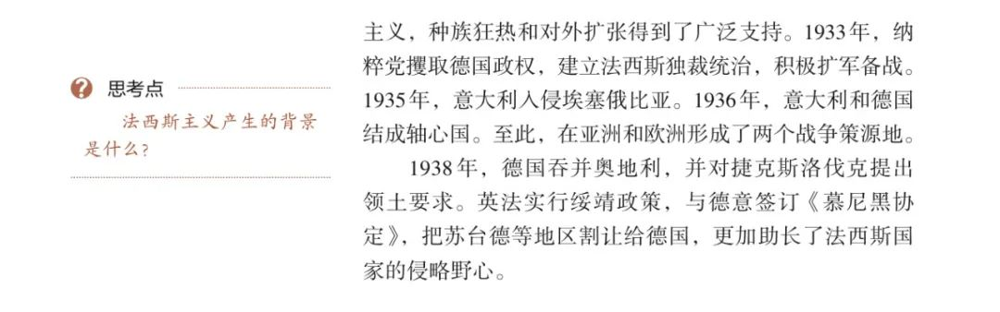 思考点
法西斯主义产生的背景
是什么？
主义，种族狂热和对外扩张得到了广泛支持。1933年，纳
粹党攫取德国政权，建立法西斯独裁统治，积极扩军备战。
1935年，意大利入侵埃塞俄比亚。1936年，意大利和德国
结成轴心国。至此，在亚洲和欧洲形成了两个战争策源地。
1938年，德国吞并奥地利，并对捷克斯洛伐克提出
领土要求。英法实行绥靖政策，与德意签订《慕尼黑协
定》，把苏台德等地区割让给德国，更加助长了法西斯国
家的侵略野心。